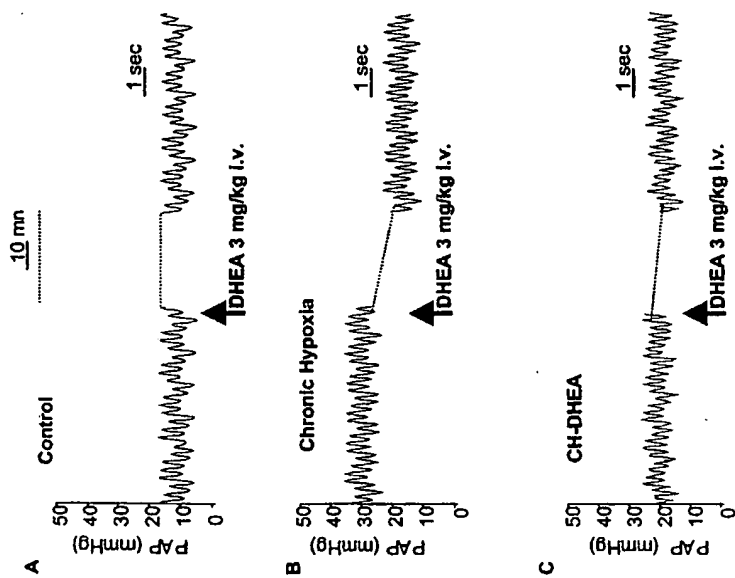 A
Control
10 mn
1 sec
PAP
(mmHg)
50
40
30
20
10
0
DHEA 3 mg/kg I.v.
B
Chronic Hypoxia
1 sec
PAP
(mmHg)
50
40
30
20
10
0
DHEA 3 mg/kg I.v.
C
CH-DHEA
1 sec
PAP
(mmHg)
50
40
30
20
10
0
DHEA 3 mg/kg I.v.